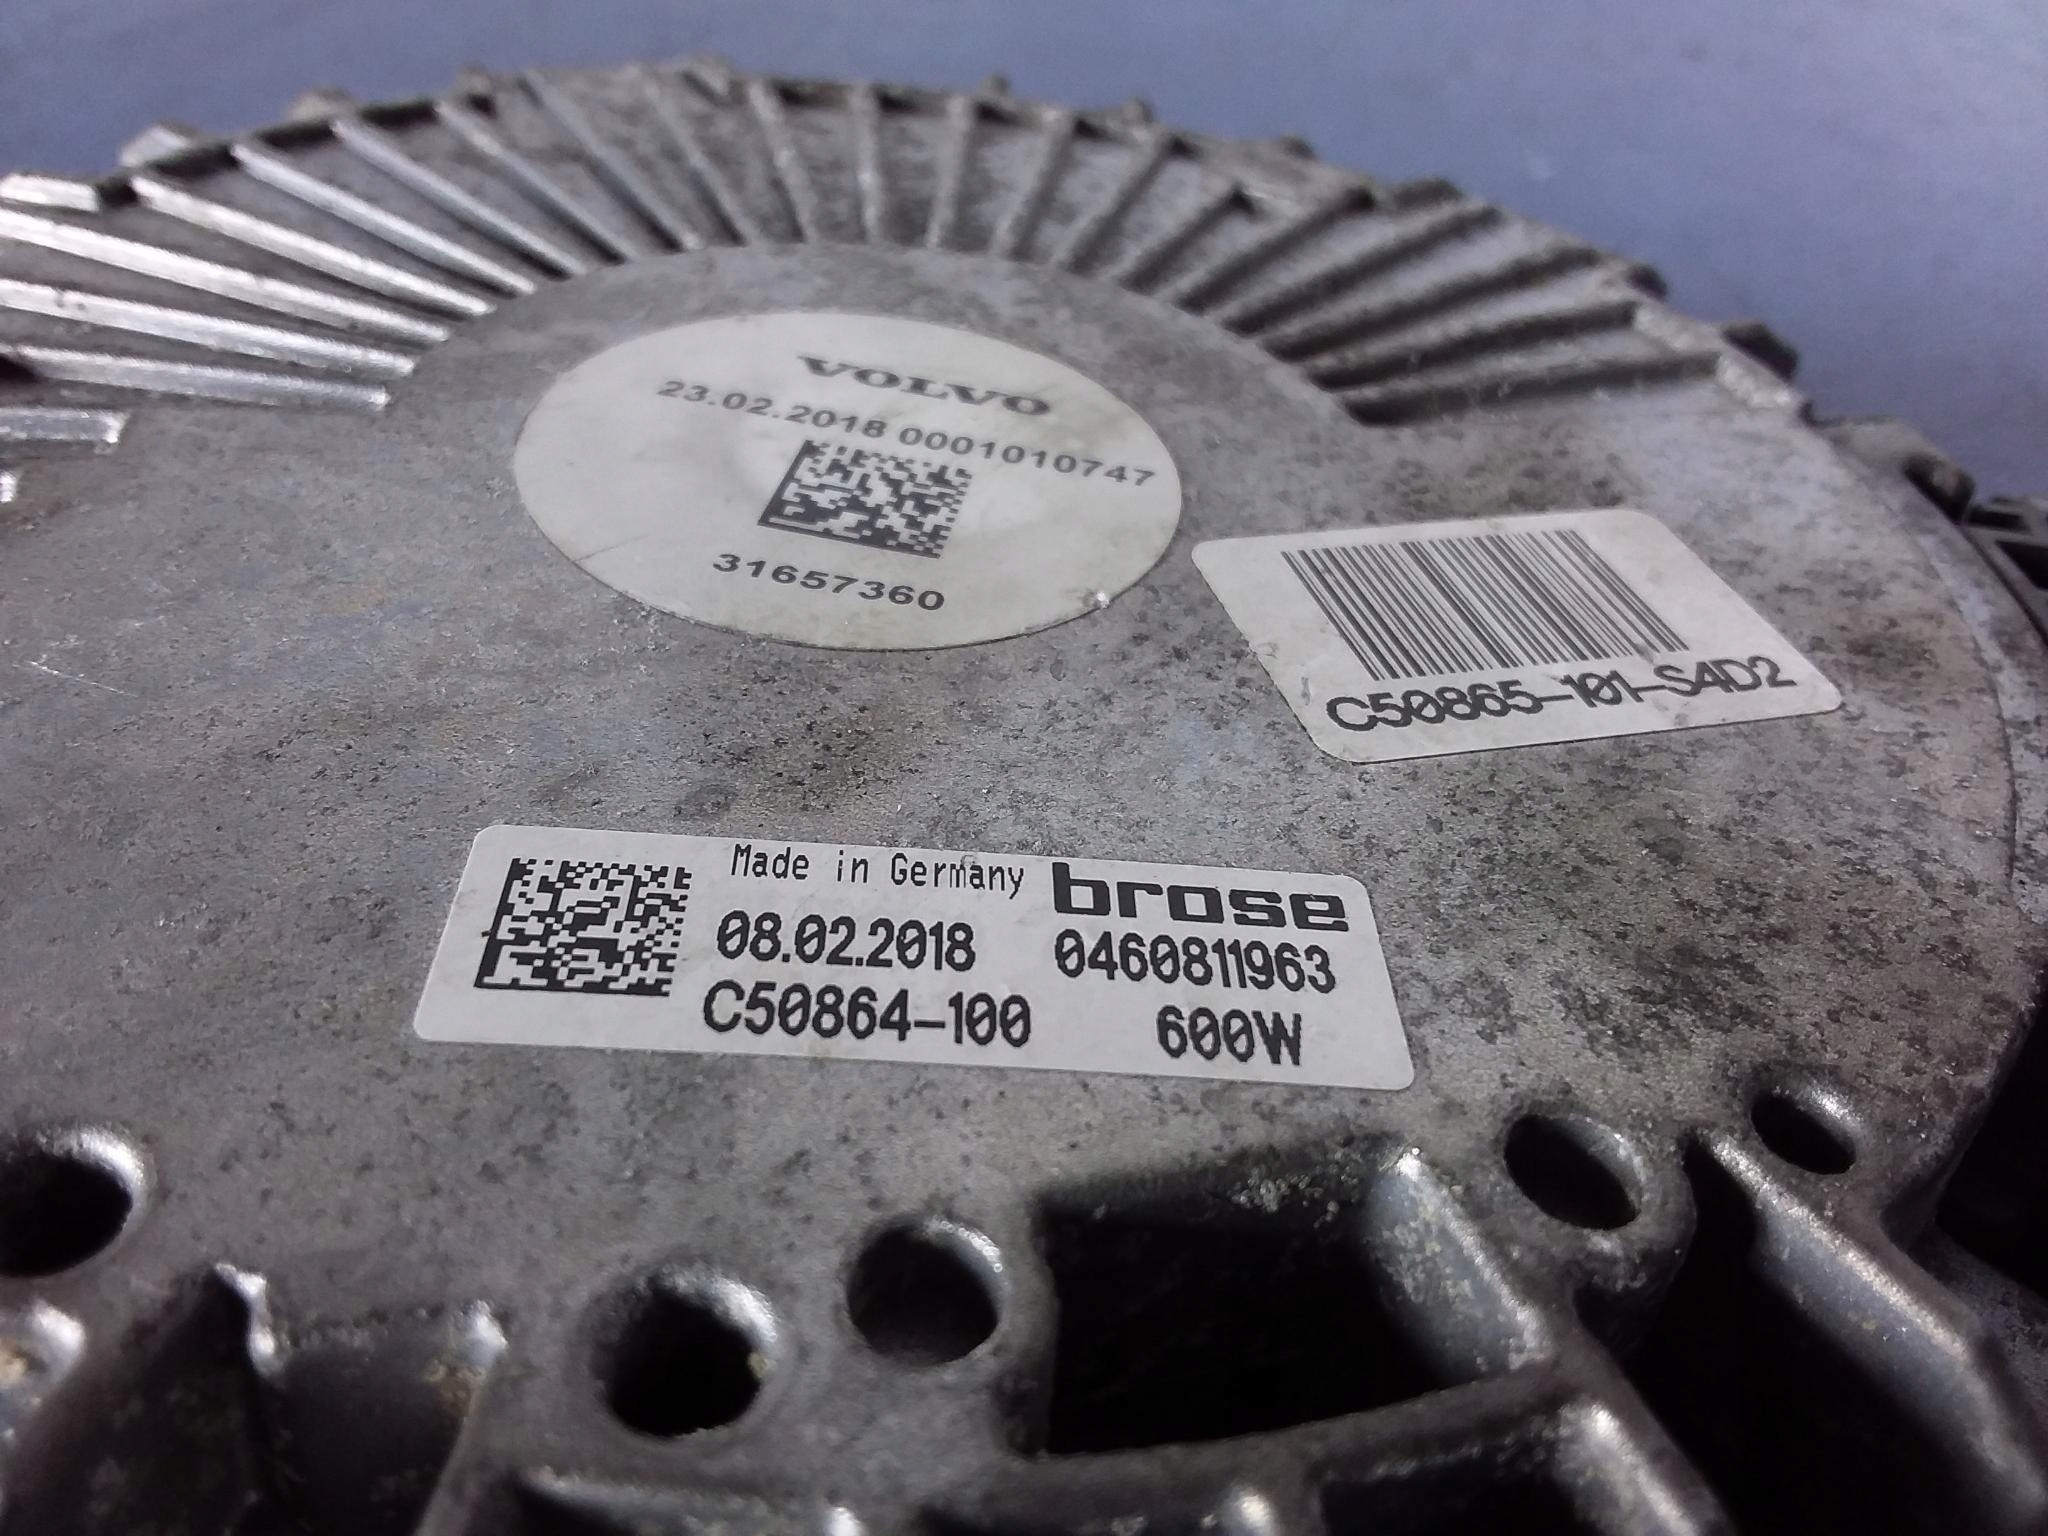 VOLVO
23.02.2018 0001010747
31657360
C50865-101-S4D2
Made in Germany brose
08.02.2018 0460811963
C50864-100 600W